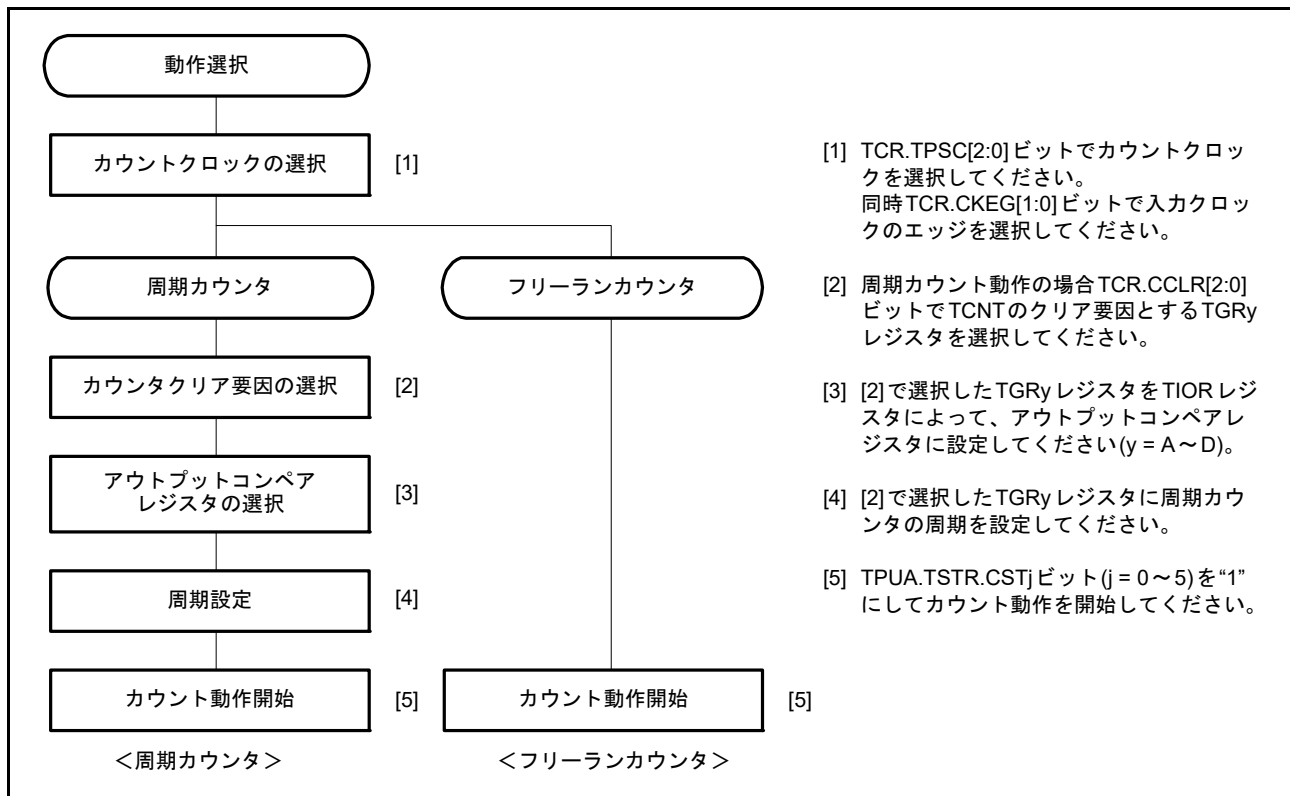 動作選択
カウントクロックの選択 [1]
周期カウンタ
フリーランカウンタ
カウンタクリア要因の選択 [2]
アウトプットコンペア
レジスタの選択
[3]
周期設定 [4]
カウント動作開始 [5]
カウント動作開始 [5]
＜周期カウンタ＞
＜フリーランカウンタ＞
[1] TCR.TPSC[2:0]ビットでカウントクロッ
クを選択してください。
同時TCR.CKEG[1:0]ビットで入力クロッ
クのエッジを選択してください。
[2] 周期カウント動作の場合TCR.CCLR[2:0]
ビットでTCNTのクリア要因とするTGRy
レジスタを選択してください。
[3] [2]で選択したTGRyレジスタをTIORレジ
スタによって、アウトプットコンペアレ
ジスタに設定してください(y = A～D)。
[4] [2]で選択したTGRyレジスタに周期カウ
ンタの周期を設定してください。
[5] TPUA.TSTR.CSTjビット(j = 0～5)を“1”
にしてカウント動作を開始してください。